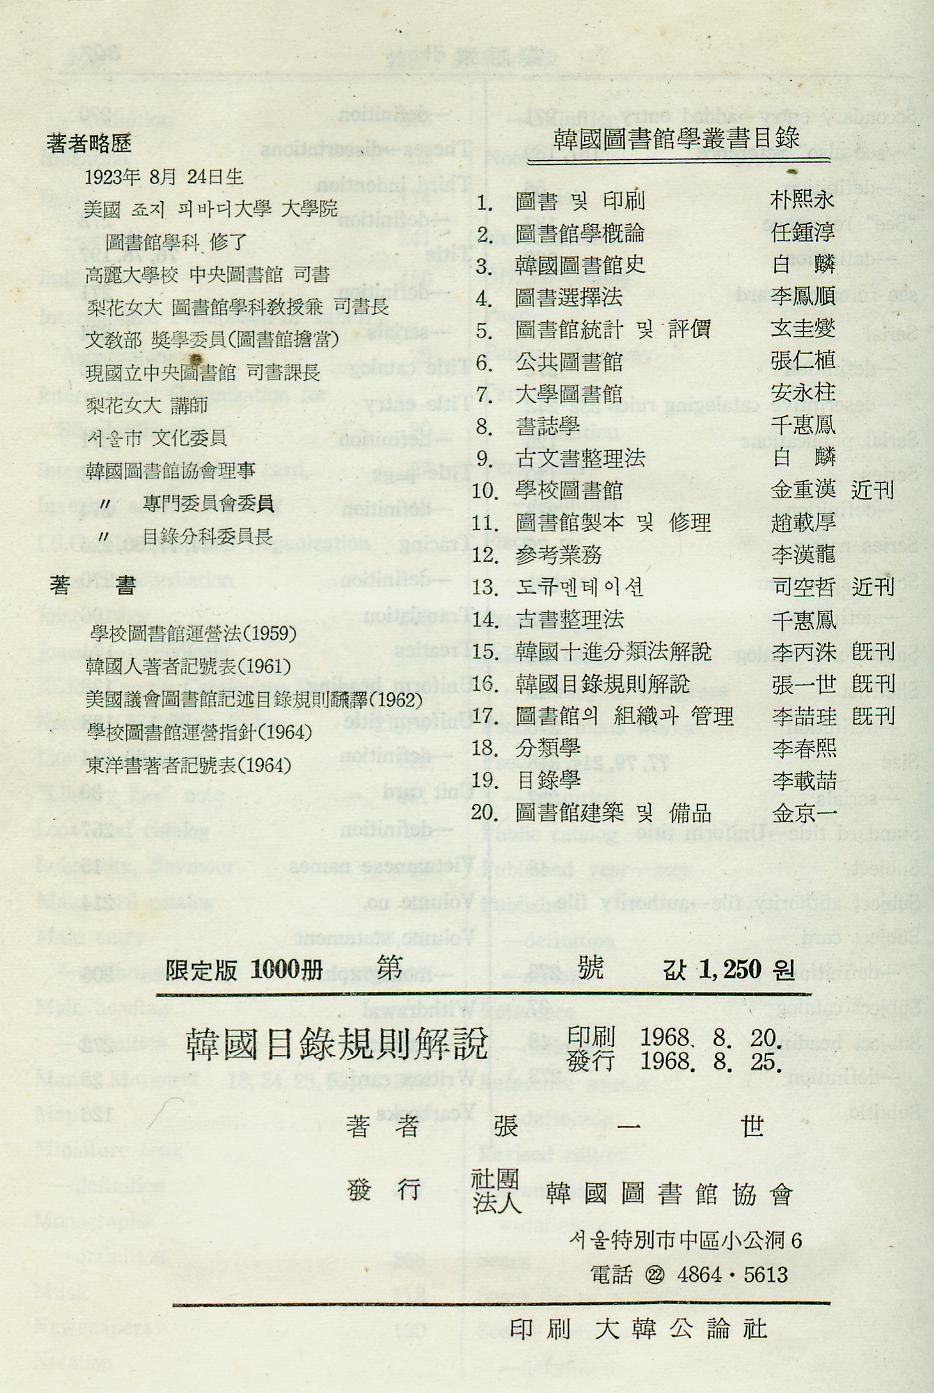 著者略歷
1923年 8月 24日生
美國 죠지 피바디大學 大學院
圖書館學科 修了
高麗大學校 中央圖書館 司書
梨花女大 圖書館學科敎授兼 司書長
文敎部 奬學委員(圖書館擔當)
現國立中央圖書館 司書課長
梨花女大 講師
서울市 文化委員
韓國圖書館協會理事
〃 專門委員會委員
〃 目錄分科委員長
著 書
學校圖書館運營法(1959)
韓國人著者記號表(1961)
美國議會圖書館記述目錄規則飜譯(1962)
學校圖書館運營指針(1964)
東洋書著者記號表(1964)
韓國圖書館學叢書目錄
1. 圖書 및 印刷 朴熙永
2. 圖書館學槪論 任鍾淳
3. 韓國圖書館史 白 麟
4. 圖書選擇法 李鳳順
5. 圖書館統計 및 評價 玄圭燮
6. 公共圖書館 張仁植
7. 大學圖書館 安永柱
8. 書誌學 千惠鳳
9. 古文書整理法 白 麟
10. 學校圖書館 金重漢 近刊
11. 圖書館製本 및 修理 趙載厚
12. 參考業務 李漢龍
13. 도큐멘테이션 司空哲 近刊
14. 古書整理法 千惠鳳
15. 韓國十進分類法解說 李丙洙 旣刊
16. 韓國目錄規則解說 張一世 旣刊
17. 圖書館의 組織과 管理 李喆珪 旣刊
18. 分類學 李春熙
19. 目錄學 李載喆
20. 圖書館建築 및 備品 金京一
限定版 1000册 第 號 값 1,250 원
韓國目錄規則解說
印刷 1968. 8. 20.
發行 1968. 8. 25.
著 者 張 一 世
發 行 社團法人 韓國圖書館協會
서울特別市中區小公洞 6
電話 ㉒ 4864・5613
印刷 大韓公論社